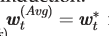 w_t^{(Avg)} = w_t^*